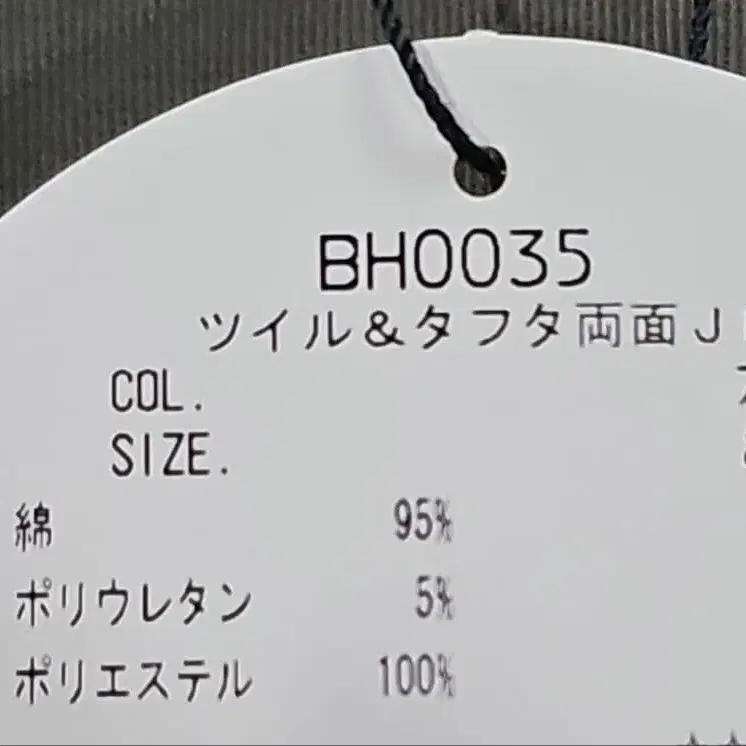 BH0035
ツイル＆タフタ両面J
COL.
SIZE.
綿 95%
ポリウレタン 5%
ポリエステル 100%